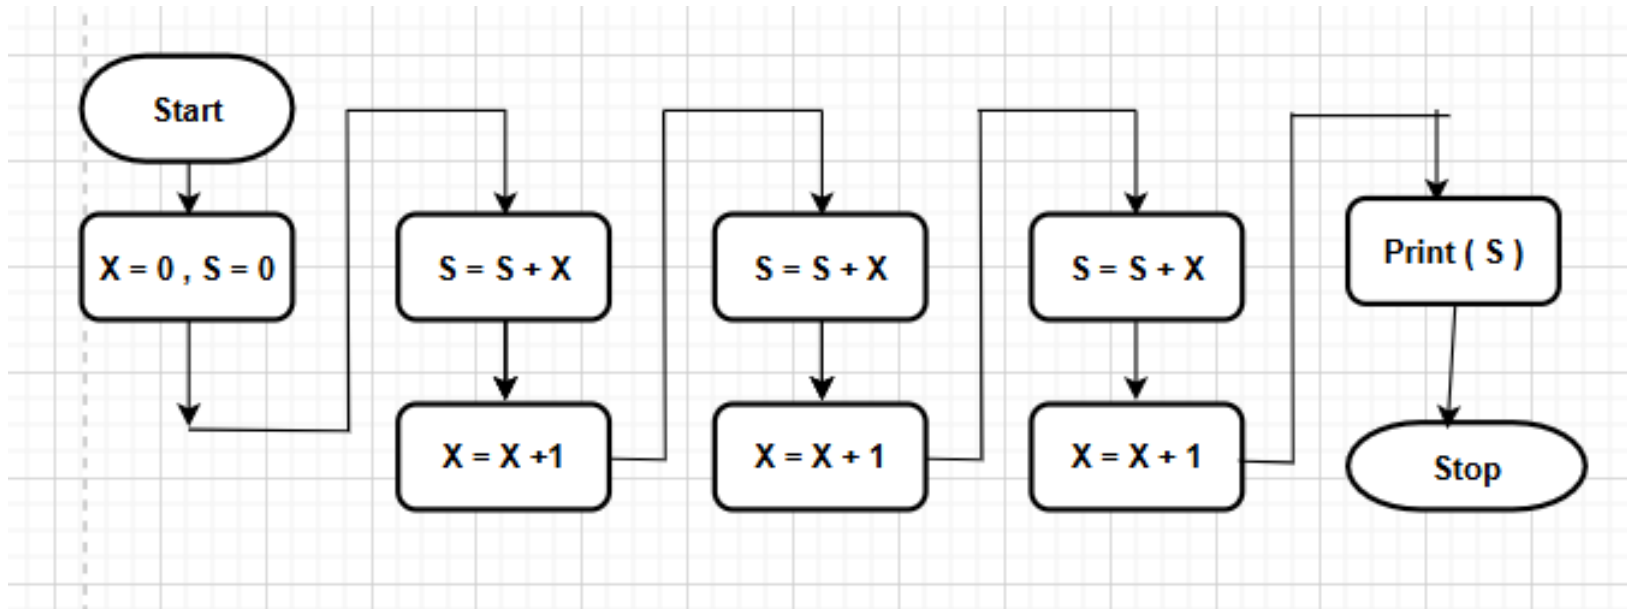 Start
X = 0 , S = 0
S = S + X
X = X +1
S = S + X
X = X + 1
S = S + X
X = X + 1
Print ( S )
Stop